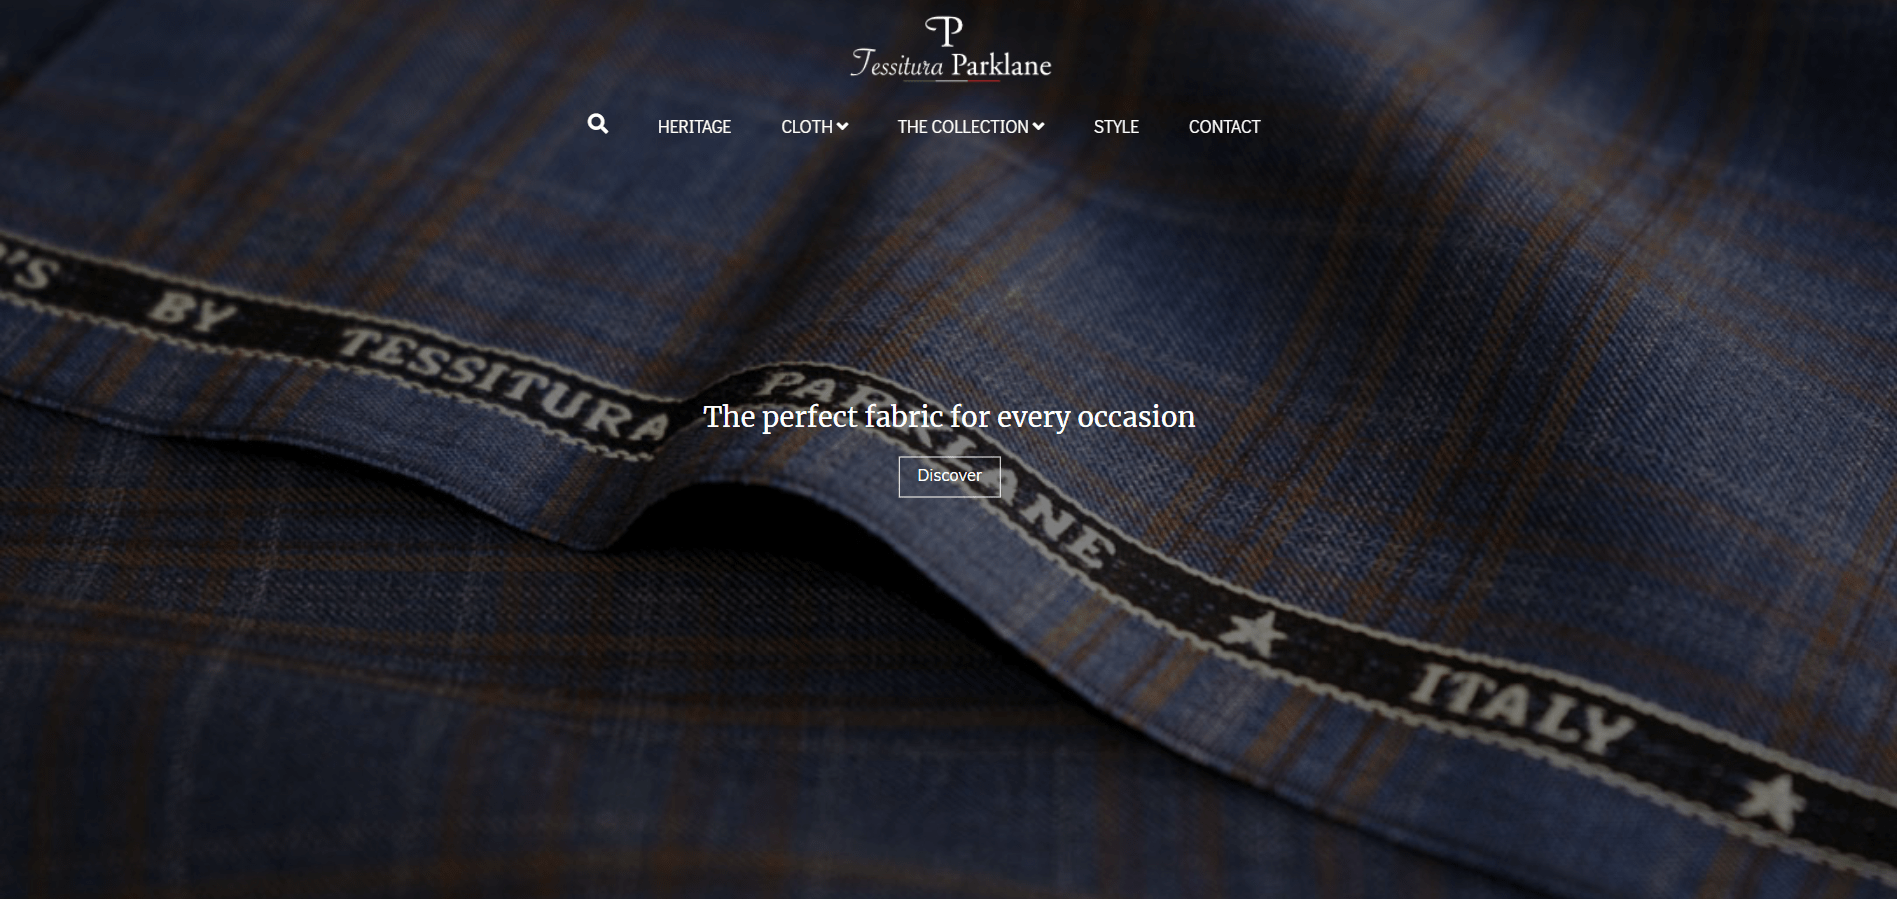 P
Tessitura Parklane
HERITAGE
CLOTH
THE COLLECTION
STYLE
CONTACT
'S BY TESSITURA PARKLANE ★ ITALY ★
The perfect fabric for every occasion
Discover